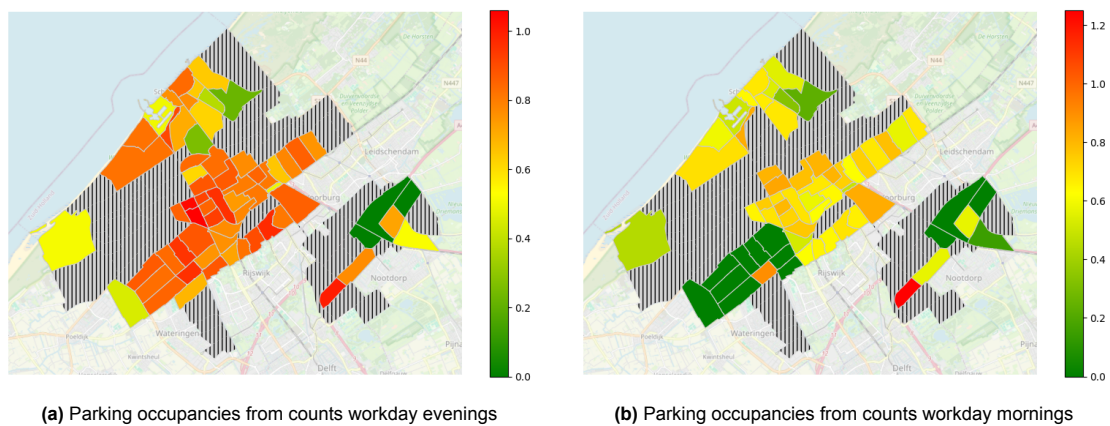 1.0
0.8
0.6
0.4
0.2
0.0
N44
N447
Leidschendam
Rijswijk
Nootdorp
Wateringen
Kwintsheul
Delft
1.2
1.0
0.8
0.6
0.4
0.2
0.0
N44
N447
Leidschendam
Rijswijk
Nootdorp
Wateringen
Kwintsheul
Delft
(a) Parking occupancies from counts workday evenings
(b) Parking occupancies from counts workday mornings